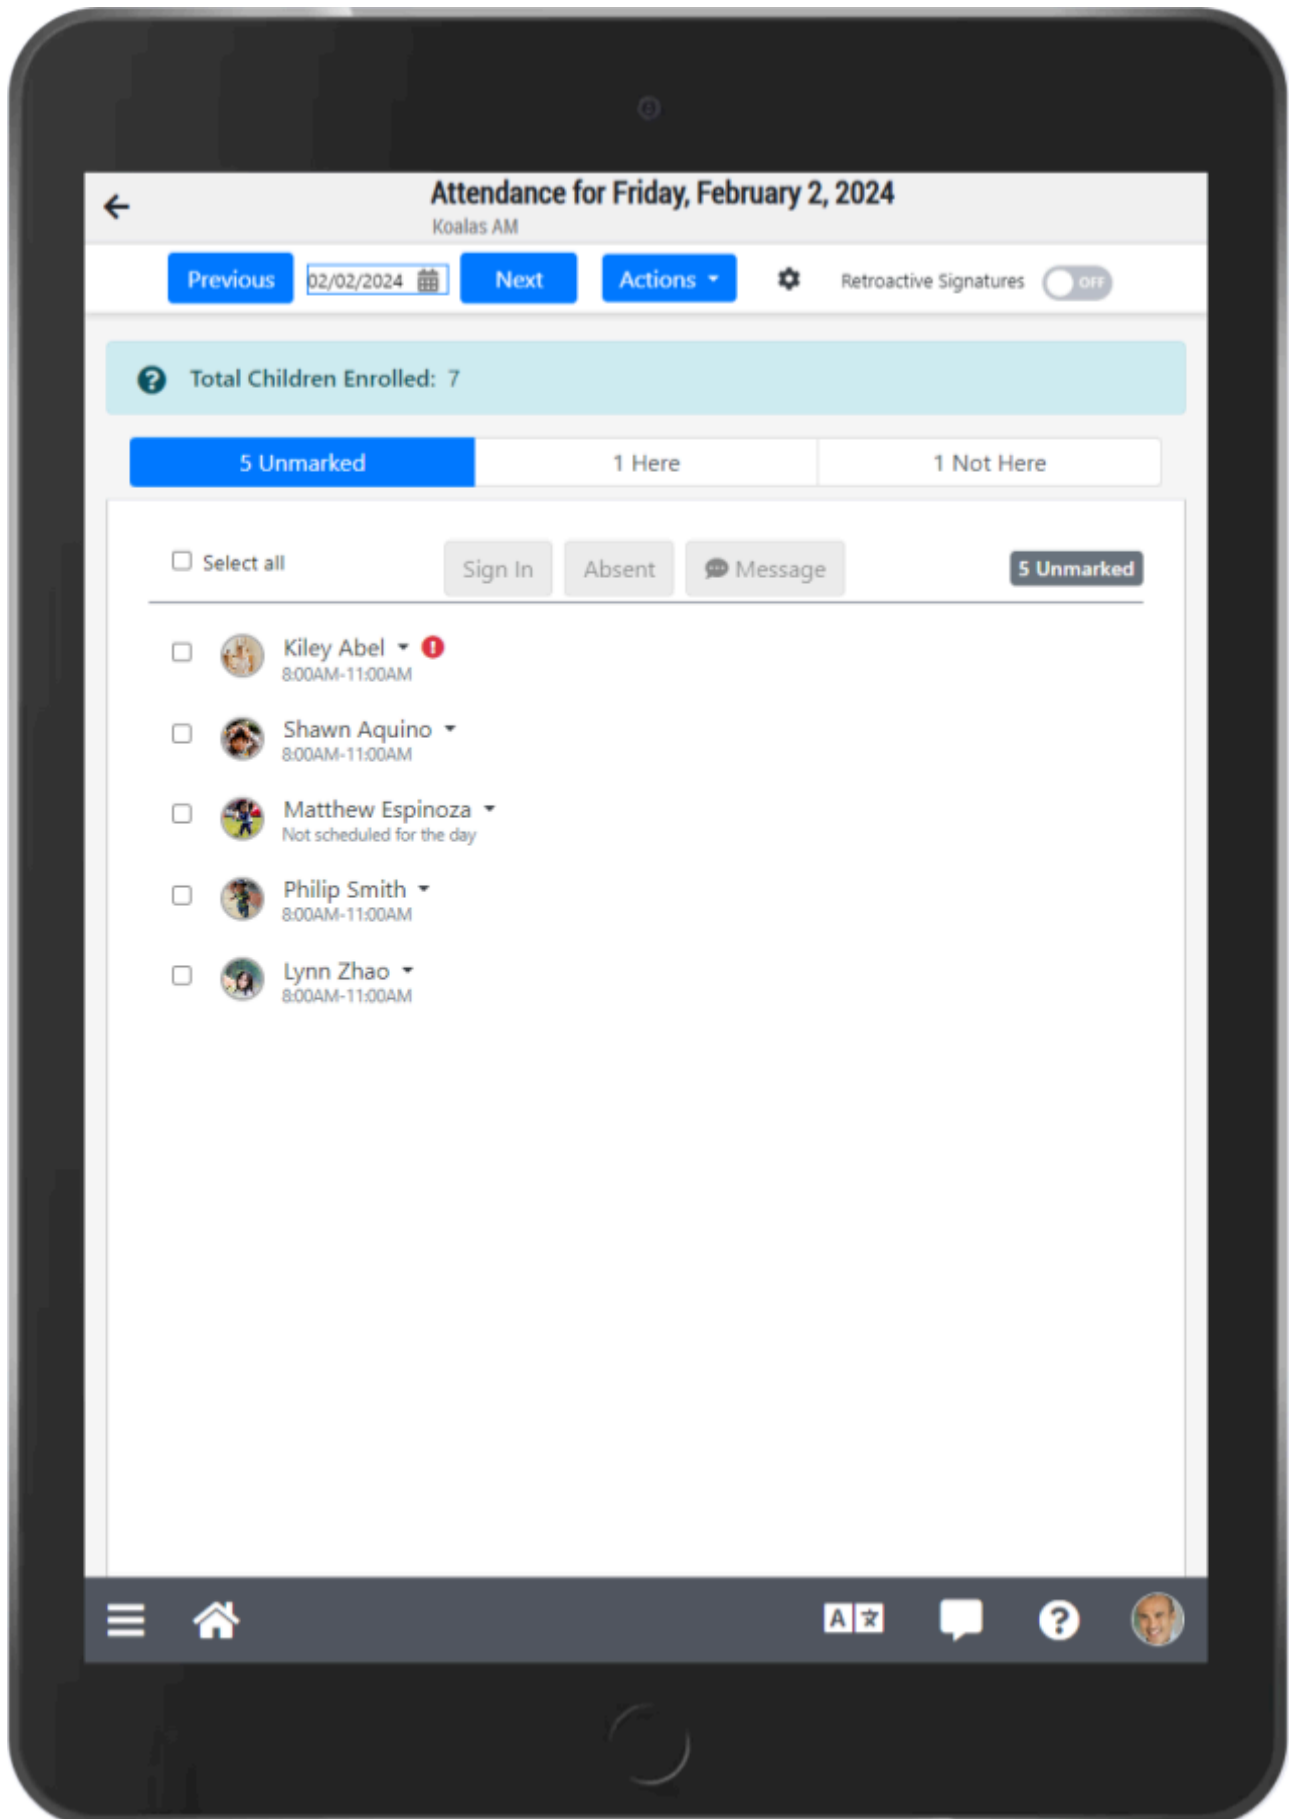 Attendance for Friday, February 2, 2024
Koalas AM
Previous 02/02/2024 Next Actions Retroactive Signatures OFF
Total Children Enrolled: 7
5 Unmarked 1 Here 1 Not Here
Select all Sign In Absent Message 5 Unmarked
Kiley Abel
8:00AM-11:00AM
Shawn Aquino
8:00AM-11:00AM
Matthew Espinoza
Not scheduled for the day
Philip Smith
8:00AM-11:00AM
Lynn Zhao
8:00AM-11:00AM
A 文